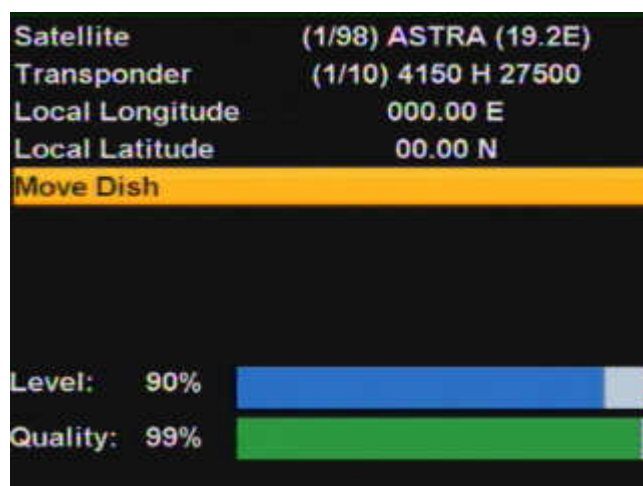 Satellite (1/98) ASTRA (19.2E)
Transponder (1/10) 4150 H 27500
Local Longitude 000.00 E
Local Latitude 00.00 N
Move Dish
Level: 90%
Quality: 99%